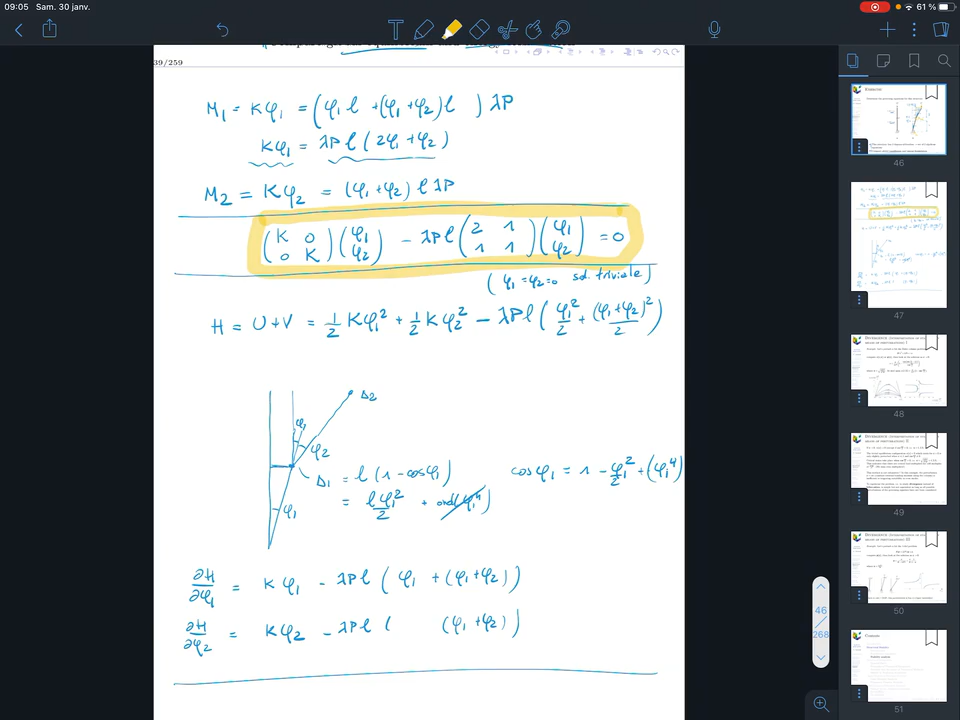 09:05 Sam. 30 janv.
61 %
39/259
M₁ = Kφ₁ = (φ₁ l + (φ₁ + φ₂) l ) λP
Kφ₁ = λP l (2φ₁ + φ₂)
M₂ = Kφ₂ = (φ₁ + φ₂) l λP
(K 0 ; 0 K) (φ₁ ; φ₂) − λPl (2 1 ; 1 1) (φ₁ ; φ₂) = 0
(φ₁ = φ₂ = 0 sol. triviale)
H = U + V = 1/2 Kφ₁² + 1/2 Kφ₂² − λPl (φ₁²/2 + (φ₁ + φ₂)²/2)
Δ2
φ₁
φ₂
Δ₁ = l (1 − cosφ₁)
cosφ₁ = 1 − φ₁²/2 + (φ₁⁴)
= lφ₁²/2 + ord(φ₁⁴)
φ₁
∂H/∂φ₁ = Kφ₁ − λPl (φ₁ + (φ₁ + φ₂))
∂H/∂φ₂ = Kφ₂ − λPl ( (φ₁ + φ₂))
46
268
46
47
48
49
50
51